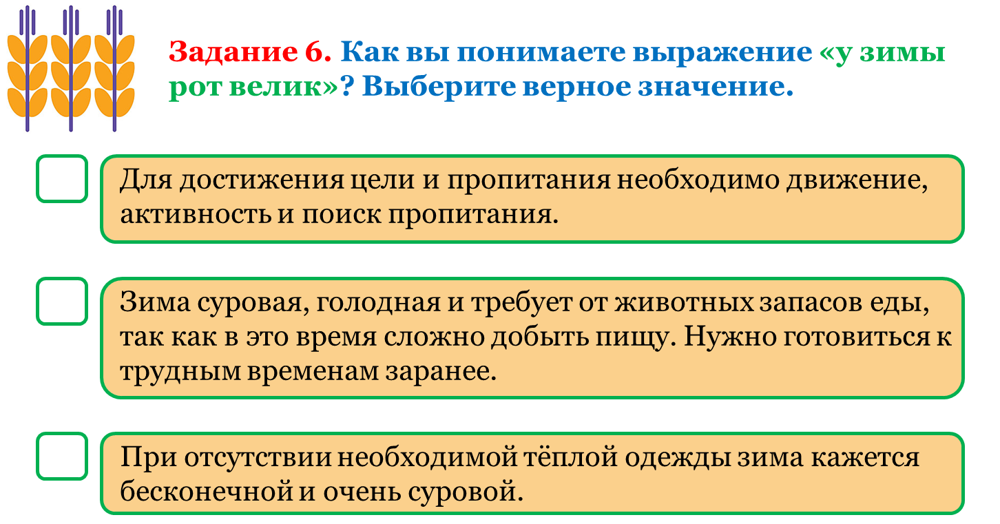 Задание 6. Как вы понимаете выражение «у зимы
рот велик»? Выберите верное значение.
Для достижения цели и пропитания необходимо движение,
активность и поиск пропитания.
Зима суровая, голодная и требует от животных запасов еды,
так как в это время сложно добыть пищу. Нужно готовиться к
трудным временам заранее.
При отсутствии необходимой тёплой одежды зима кажется
бесконечной и очень суровой.